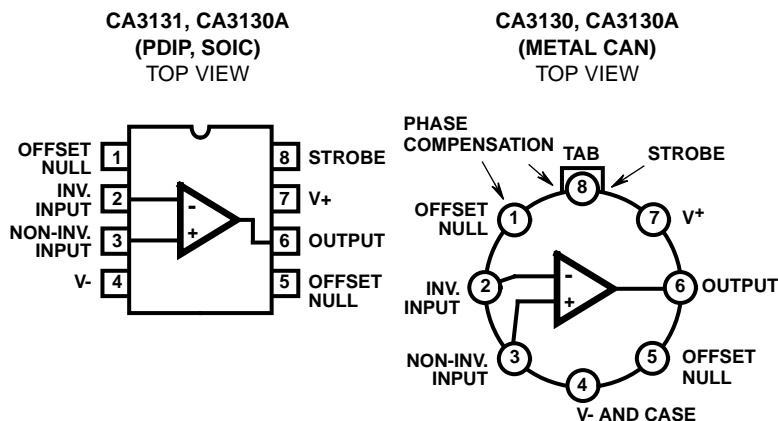 CA3131, CA3130A
(PDIP, SOIC)
TOP VIEW
OFFSET
NULL
1
INV.
INPUT
2
NON-INV.
INPUT
3
V-
4
8
STROBE
7
V+
6
OUTPUT
5
OFFSET
NULL
-
+
CA3130, CA3130A
(METAL CAN)
TOP VIEW
PHASE
COMPENSATION
TAB
STROBE
8
OFFSET
NULL
1
7
V+
INV.
INPUT
2
-
+
6
OUTPUT
NON-INV.
INPUT
3
5
OFFSET
NULL
4
V- AND CASE